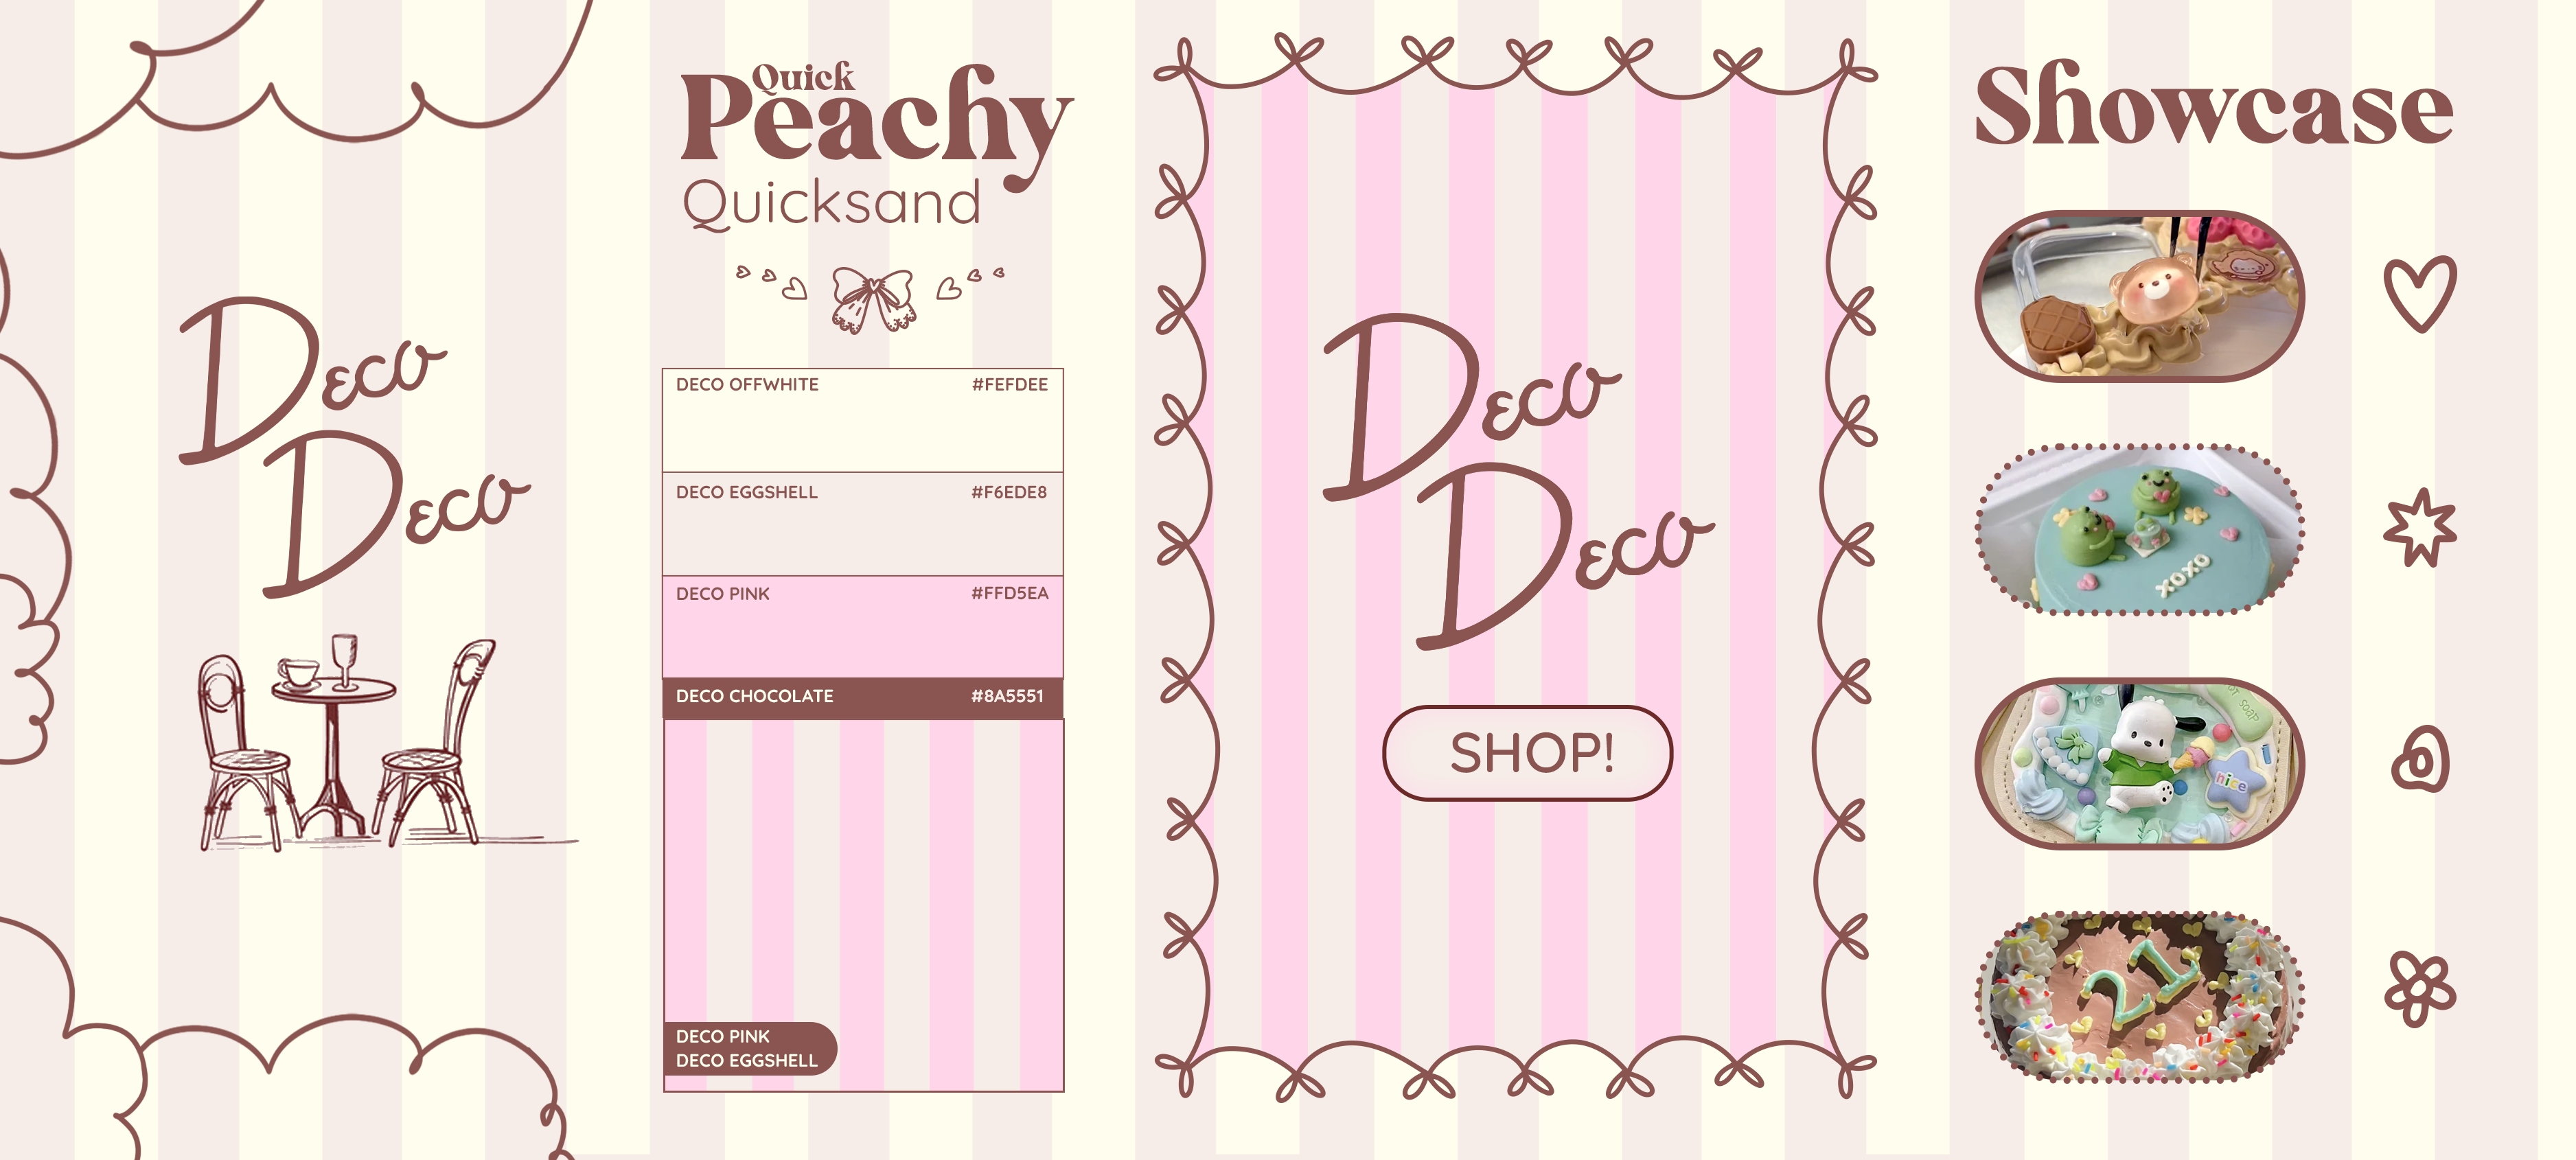 Deco
Deco
Quick
Peachy
Quicksand
DECO OFFWHITE #FEFDEE
DECO EGGSHELL #F6EDE8
DECO PINK #FFD5EA
DECO CHOCOLATE #8A5551
DECO PINK
DECO EGGSHELL
Deco
Deco
SHOP!
Showcase
XOXO
soap
nice
21